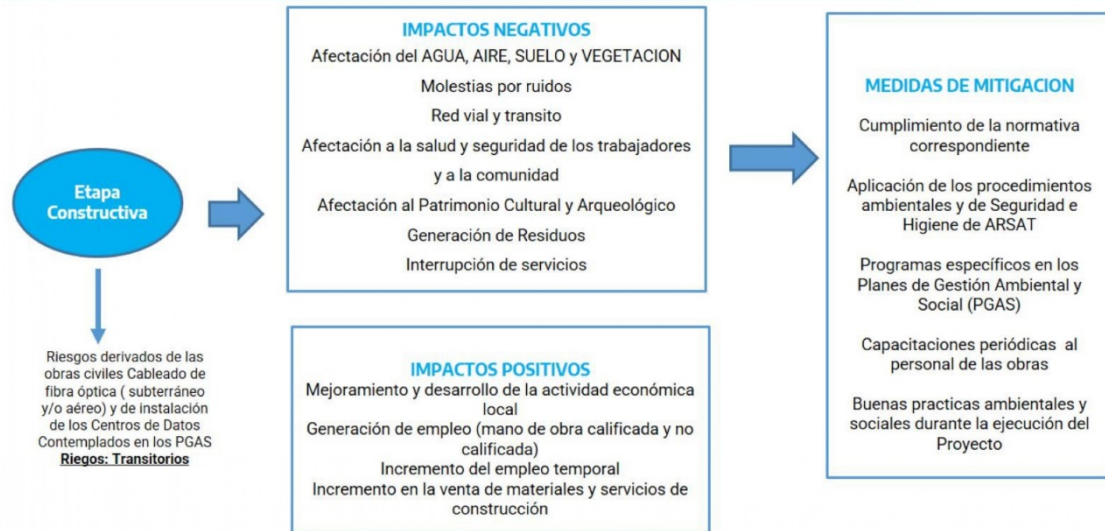 Etapa
Constructiva
Riesgos derivados de las
obras civiles Cableado de
fibra óptica ( subterráneo
y/o aéreo) y de instalación
de los Centros de Datos
Contemplados en los PGAS
Riegos: Transitorios
IMPACTOS NEGATIVOS
Afectación del AGUA, AIRE, SUELO y VEGETACION
Molestias por ruidos
Red vial y transito
Afectación a la salud y seguridad de los trabajadores
y a la comunidad
Afectación al Patrimonio Cultural y Arqueológico
Generación de Residuos
Interrupción de servicios
IMPACTOS POSITIVOS
Mejoramiento y desarrollo de la actividad económica
local
Generación de empleo (mano de obra calificada y no
calificada)
Incremento del empleo temporal
Incremento en la venta de materiales y servicios de
construcción
MEDIDAS DE MITIGACION
Cumplimiento de la normativa
correspondiente
Aplicación de los procedimientos
ambientales y de Seguridad e
Higiene de ARSAT
Programas específicos en los
Planes de Gestión Ambiental y
Social (PGAS)
Capacitaciones periódicas al
personal de las obras
Buenas practicas ambientales y
sociales durante la ejecución del
Proyecto